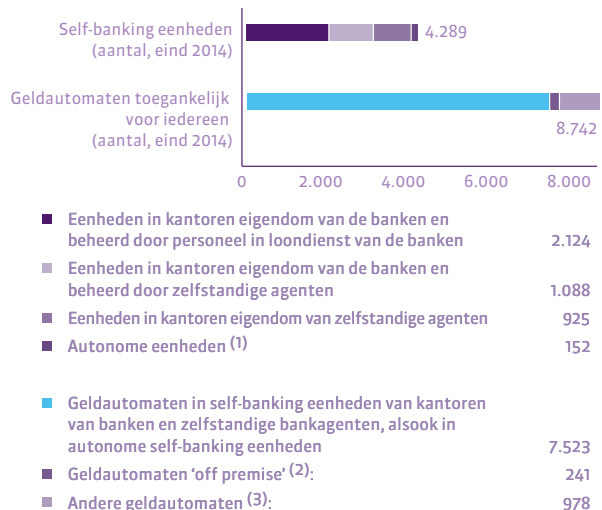 Self-banking eenheden
(aantal, eind 2014)
4.289
Geldautomaten toegankelijk
voor iedereen
(aantal, eind 2014)
8.742
0 2.000 4.000 6.000 8.000
Eenheden in kantoren eigendom van de banken en
beheerd door personeel in loondienst van de banken 2.124
Eenheden in kantoren eigendom van de banken en
beheerd door zelfstandige agenten 1.088
Eenheden in kantoren eigendom van zelfstandige agenten 925
Autonome eenheden (1) 152
Geldautomaten in self-banking eenheden van kantoren
van banken en zelfstandige bankagenten, alsook in
autonome self-banking eenheden 7.523
Geldautomaten ‘off premise’ (2): 241
Andere geldautomaten (3): 978